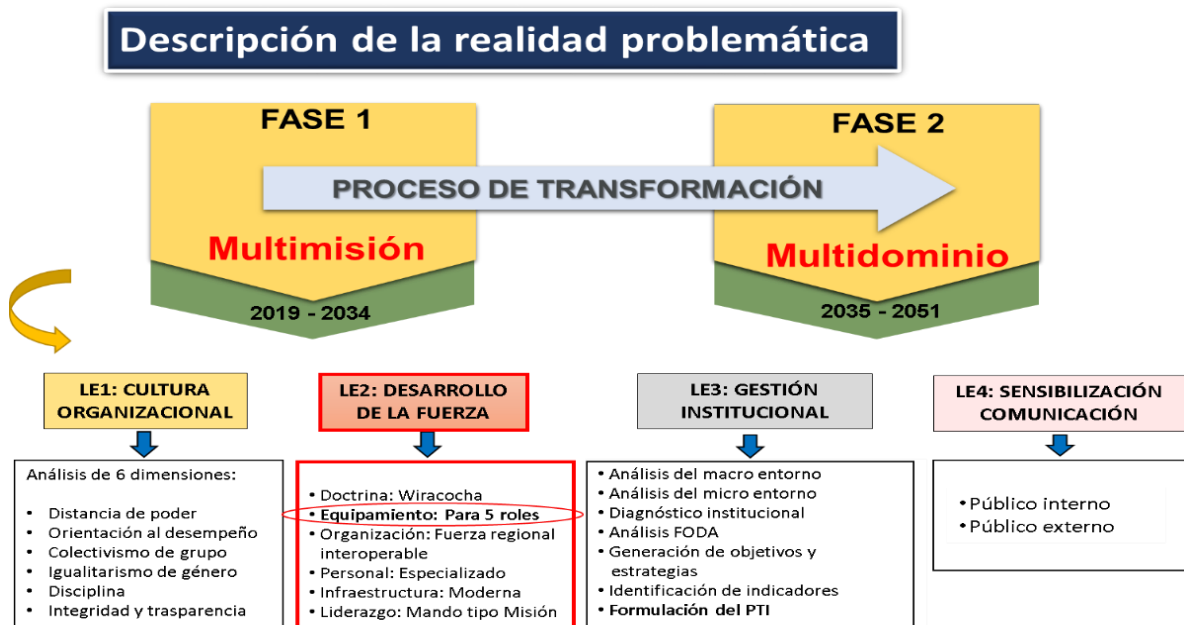 Descripción de la realidad problemática
FASE 1
FASE 2
PROCESO DE TRANSFORMACIÓN
Multimisión
Multidominio
2019 - 2034
2035 - 2051
LE1: CULTURA
ORGANIZACIONAL
Análisis de 6 dimensiones:
• Distancia de poder
• Orientación al desempeño
• Colectivismo de grupo
• Igualitarismo de género
• Disciplina
• Integridad y trasparencia
LE2: DESARROLLO
DE LA FUERZA
• Doctrina: Wiracocha
• Equipamiento: Para 5 roles
• Organización: Fuerza regional
interoperable
• Personal: Especializado
• Infraestructura: Moderna
• Liderazgo: Mando tipo Misión
LE3: GESTIÓN
INSTITUCIONAL
• Análisis del macro entorno
• Análisis del micro entorno
• Diagnóstico institucional
• Análisis FODA
• Generación de objetivos y
estrategias
• Identificación de indicadores
• Formulación del PTI
LE4: SENSIBILIZACIÓN
COMUNICACIÓN
• Público interno
• Público externo